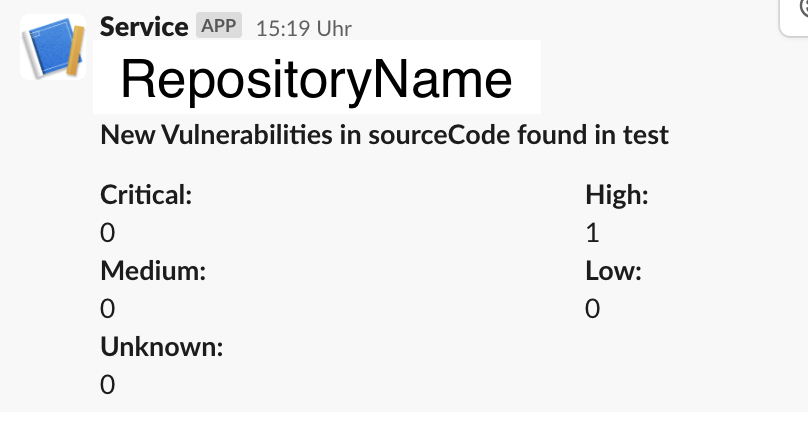 Service APP 15:19 Uhr
RepositoryName
New Vulnerabilities in sourceCode found in test
Critical: High:
0 1
Medium: Low:
0 0
Unknown:
0